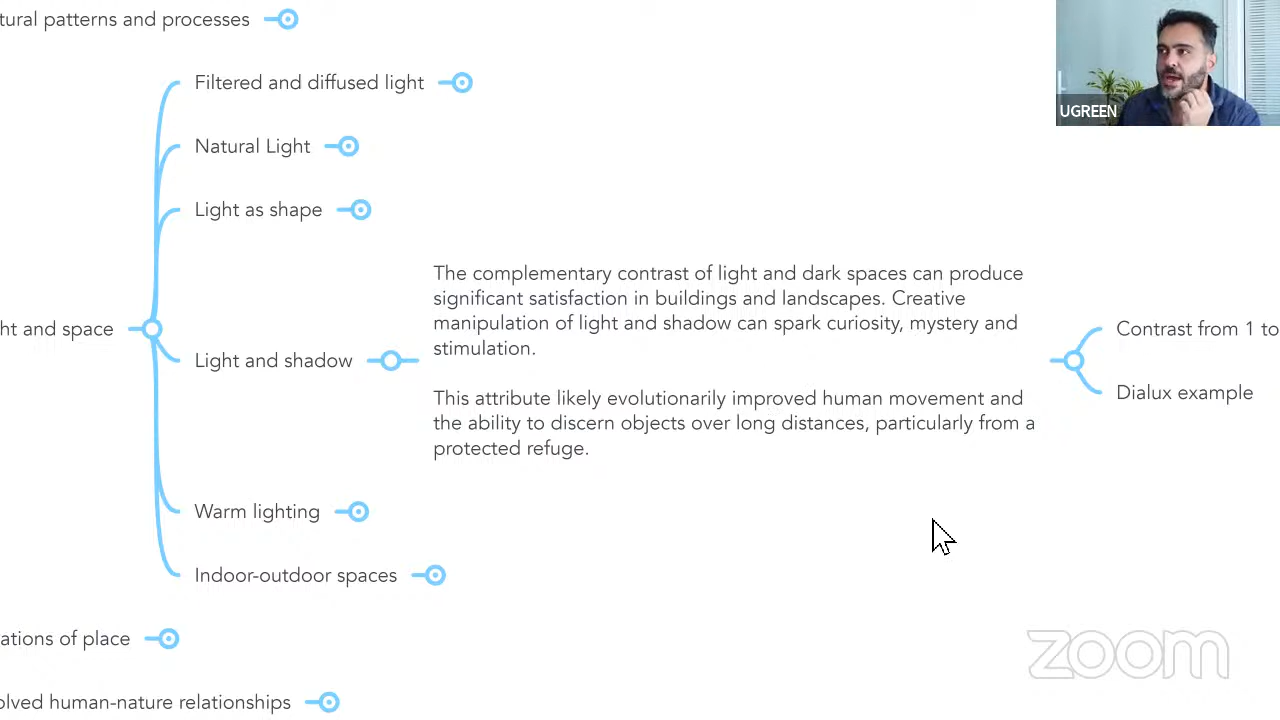 tural patterns and processes
UGREEN
Filtered and diffused light
Natural Light
Light as shape
The complementary contrast of light and dark spaces can produce
significant satisfaction in buildings and landscapes. Creative
manipulation of light and shadow can spark curiosity, mystery and
stimulation.
ht and space
Light and shadow
Contrast from 1 to
Dialux example
This attribute likely evolutionarily improved human movement and
the ability to discern objects over long distances, particularly from a
protected refuge.
Warm lighting
Indoor-outdoor spaces
ations of place
olved human-nature relationships
zoom